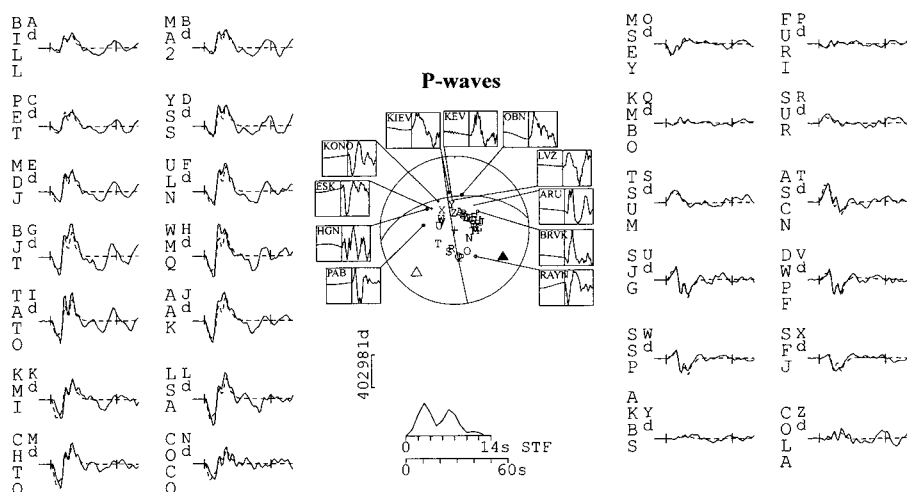 P-waves
BILL A d
MA2 B d
PET C d
YSS D d
MDJ E d
ULN F d
BJT G d
WMQ H d
TATO I d
AAK J d
KMI K d
LSA L d
CHTO M d
COCO N d
KIEV
KEV
OBN
KONO
LVZ
ESK
ARU
HGN
BRVK
PAB
RAYN
X
T
N
O
402981d
0 14s STF
0 60s
MSEY O d
FURI P d
KMBO Q d
SUR R d
TSUM S d
ASCN T d
SJG U d
DWPF V d
SSP W d
SFJ X d
AKBS Y d
COLA Z d